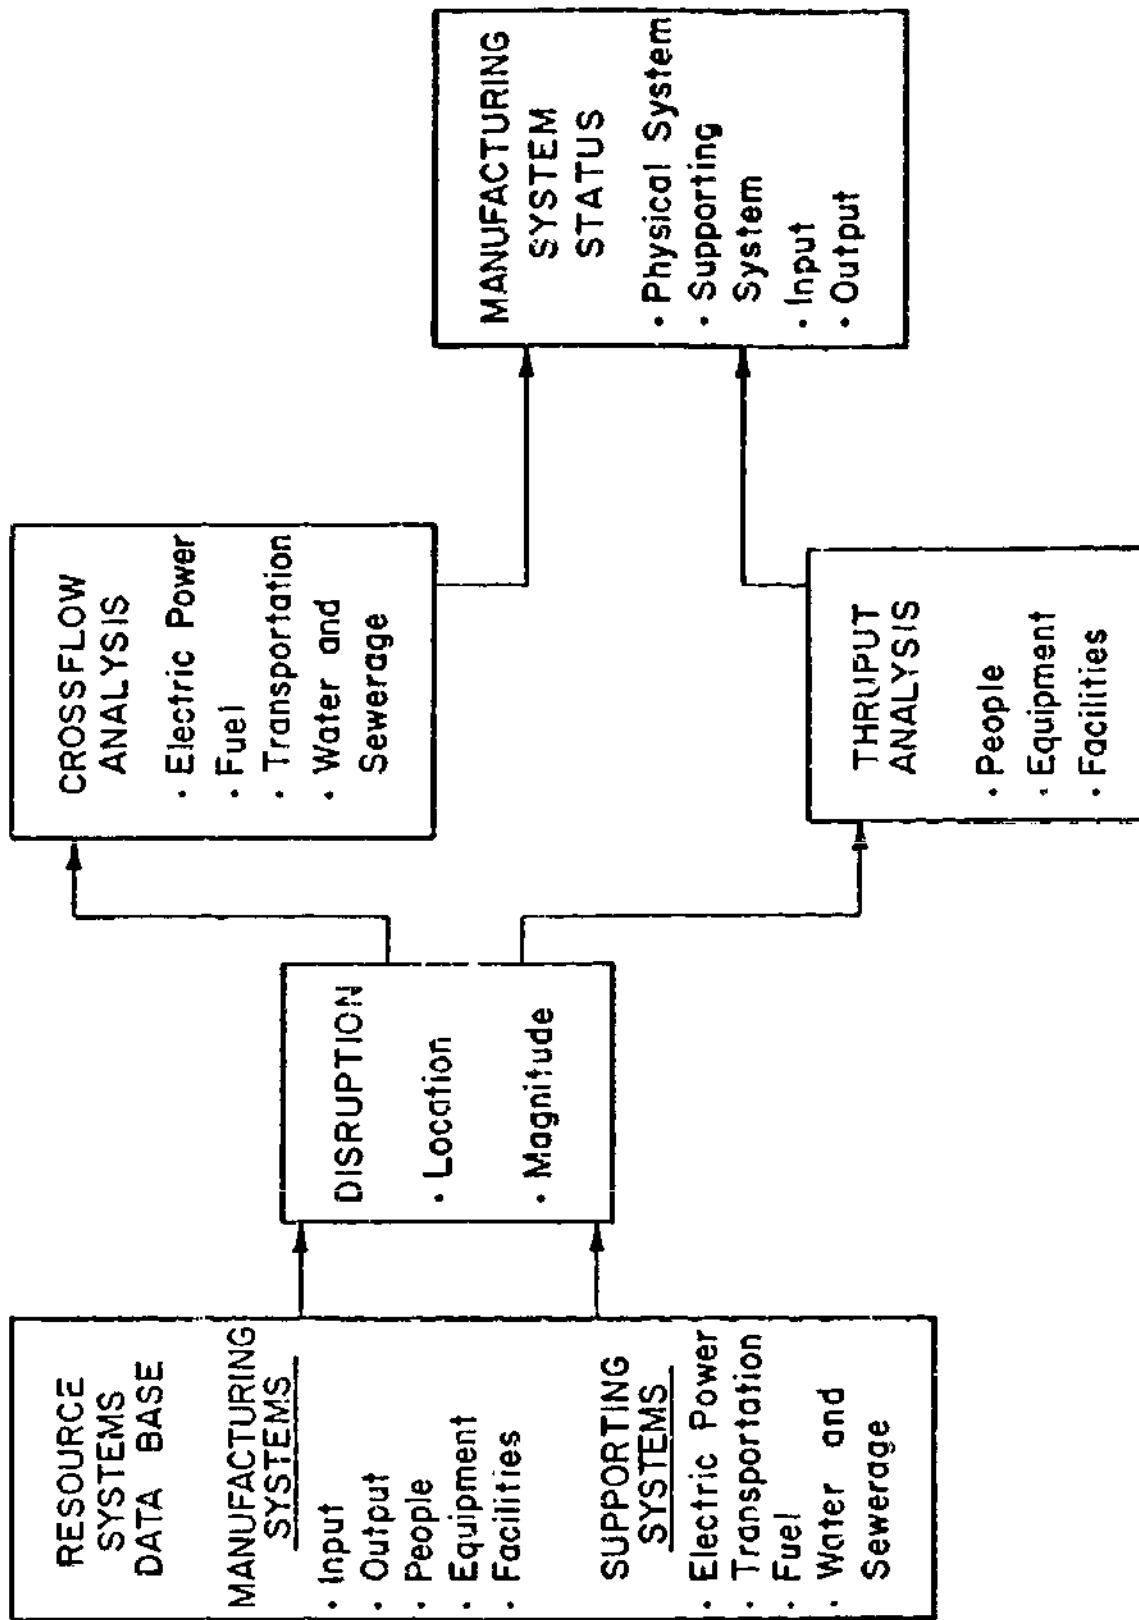 RESOURCE
SYSTEMS
DATA BASE
MANUFACTURING
SYSTEMS
· Input
· Output
· People
· Equipment
· Facilities
SUPPORTING
SYSTEMS
· Electric Power
· Transportation
· Fuel
· Water and
Sewerage
DISRUPTION
· Location
· Magnitude
CROSSFLOW
ANALYSIS
· Electric Power
· Fuel
· Transportation
· Water and
Sewerage
THRUPUT
ANALYSIS
· People
· Equipment
· Facilities
MANUFACTURING
SYSTEM
STATUS
· Physical System
· Supporting
System
· Input
· Output